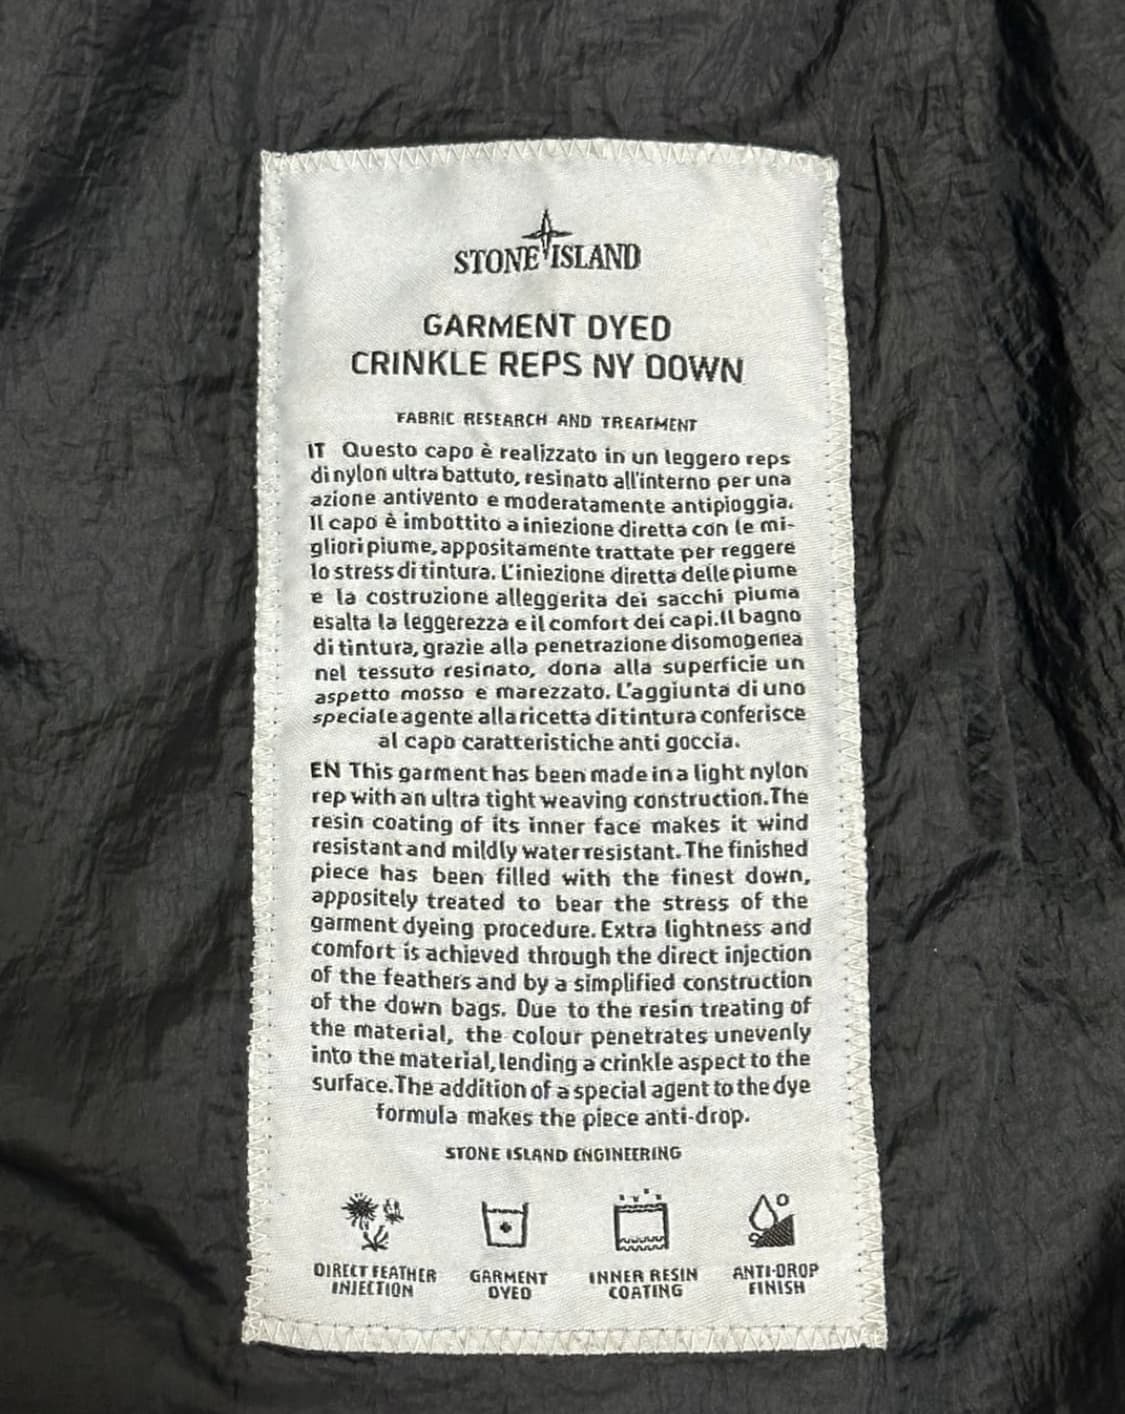 STONE ISLAND
GARMENT DYED
CRINKLE REPS NY DOWN
FABRIC RESEARCH AND TREATMENT
IT Questo capo è realizzato in un leggero reps
di nylon ultra battuto, resinato all'interno per una
azione antivento e moderatamente antipioggia.
Il capo è imbottito a iniezione diretta con le mi-
gliori piume, appositamente trattate per reggere
lo stress di tintura. L'iniezione diretta delle piume
e la costruzione alleggerita dei sacchi piuma
esalta la leggerezza e il comfort dei capi. Il bagno
di tintura, grazie alla penetrazione disomogenea
nel tessuto resinato, dona alla superficie un
aspetto mosso e marezzato. L'aggiunta di uno
speciale agente alla ricetta di tintura conferisce
al capo caratteristiche anti goccia.
EN This garment has been made in a light nylon
rep with an ultra tight weaving construction. The
resin coating of its inner face makes it wind
resistant and mildly water resistant. The finished
piece has been filled with the finest down,
appositely treated to bear the stress of the
garment dyeing procedure. Extra lightness and
comfort is achieved through the direct injection
of the feathers and by a simplified construction
of the down bags. Due to the resin treating of
the material, the colour penetrates unevenly
into the material, lending a crinkle aspect to the
surface. The addition of a special agent to the dye
formula makes the piece anti-drop.
STONE ISLAND ENGINEERING
DIRECT FEATHER
INJECTION
GARMENT
DYED
INNER RESIN
COATING
ANTI-DROP
FINISH